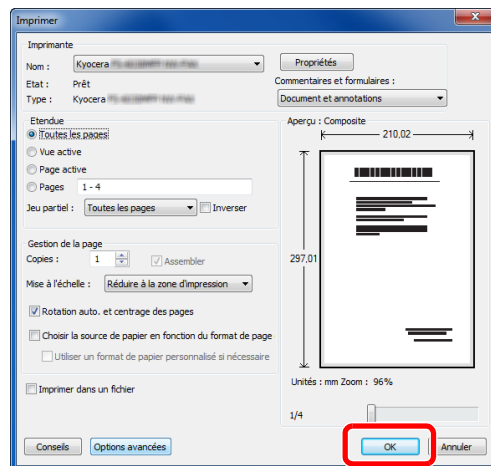 Imprimer
Imprimante
Nom : Kyocera
Propriétés
Etat : Prêt
Commentaires et formulaires :
Type : Kyocera
Document et annotations
Etendue
Toutes les pages
Vue active
Page active
Pages 1 - 4
Jeu partiel : Toutes les pages Inverser
Aperçu : Composite
210,02
297,01
Gestion de la page
Copies : 1 Assembler
Mise à l'échelle : Réduire à la zone d'impression
Rotation auto. et centrage des pages
Choisir la source de papier en fonction du format de page
Utiliser un format de papier personnalisé si nécessaire
Imprimer dans un fichier
Unités : mm Zoom : 96%
1/4
Conseils Options avancées OK Annuler